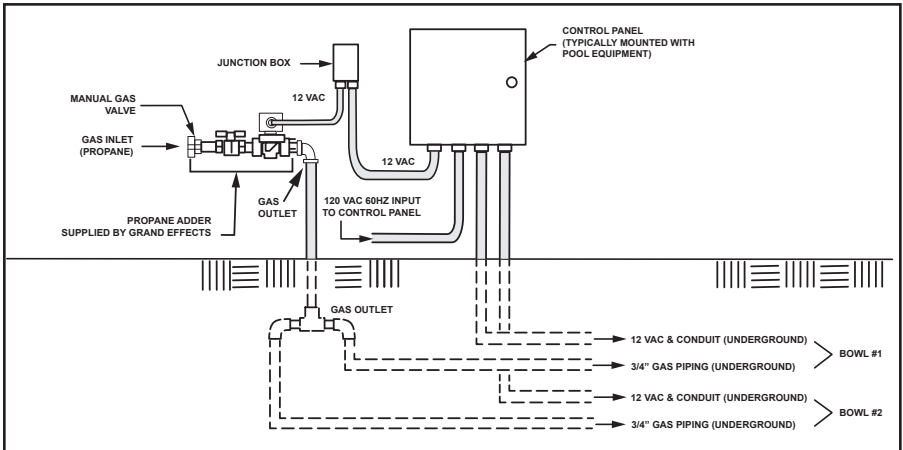 CONTROL PANEL
(TYPICALLY MOUNTED WITH
POOL EQUIPMENT)
JUNCTION BOX
12 VAC
MANUAL GAS
VALVE
GAS INLET
(PROPANE)
12 VAC
GAS
OUTLET
120 VAC 60HZ INPUT
TO CONTROL PANEL
PROPANE ADDER
SUPPLIED BY GRAND EFFECTS
GAS OUTLET
12 VAC & CONDUIT (UNDERGROUND)
BOWL #1
3/4" GAS PIPING (UNDERGROUND)
12 VAC & CONDUIT (UNDERGROUND)
BOWL #2
3/4" GAS PIPING (UNDERGROUND)